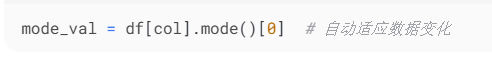 mode_val = df[col].mode()[0]  # 自动适应数据变化